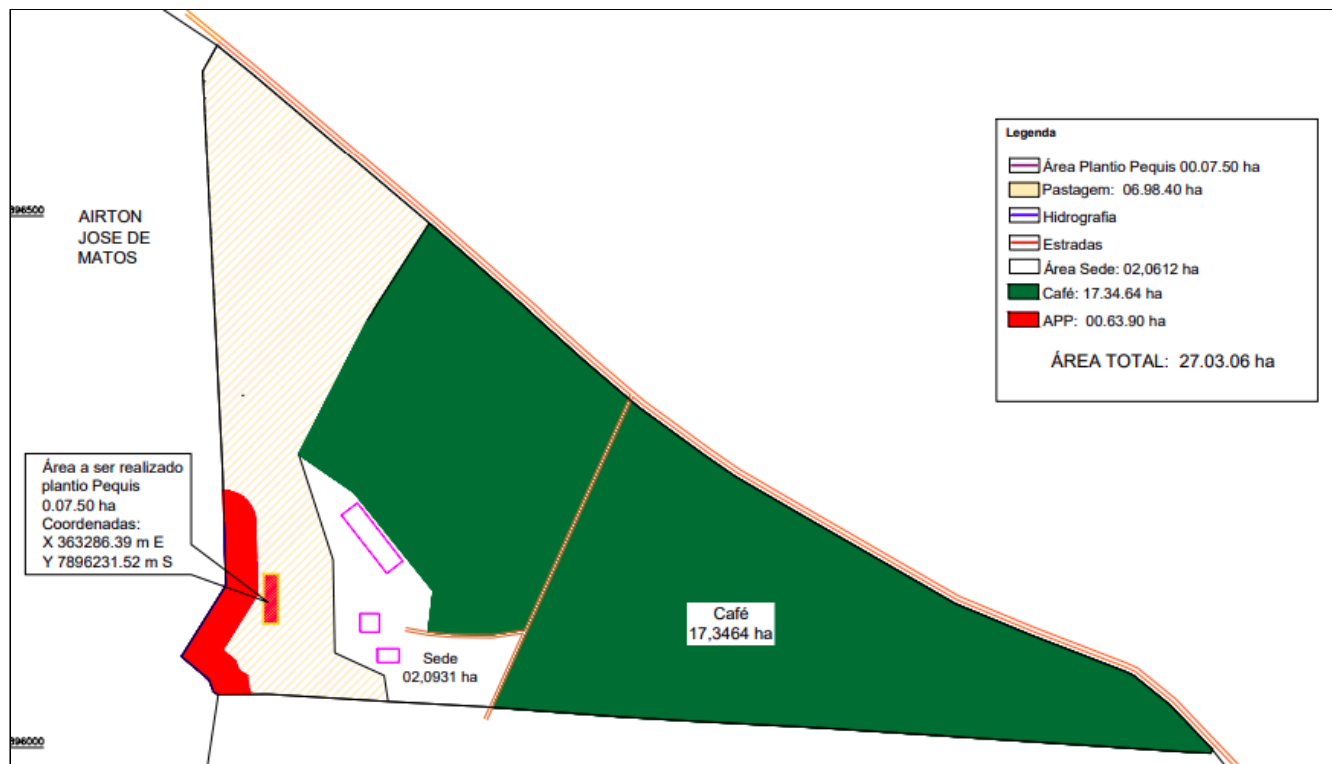 896500
AIRTON
JOSE DE
MATOS
Área a ser realizado
plantio Pequis
0.07.50 ha
Coordenadas:
X 363286.39 m E
Y 7896231.52 m S
Sede
02,0931 ha
Café
17,3464 ha
896000
Legenda
Área Plantio Pequis 00.07.50 ha
Pastagem: 06.98.40 ha
Hidrografia
Estradas
Área Sede: 02,0612 ha
Café: 17.34.64 ha
APP: 00.63.90 ha
ÁREA TOTAL: 27.03.06 ha